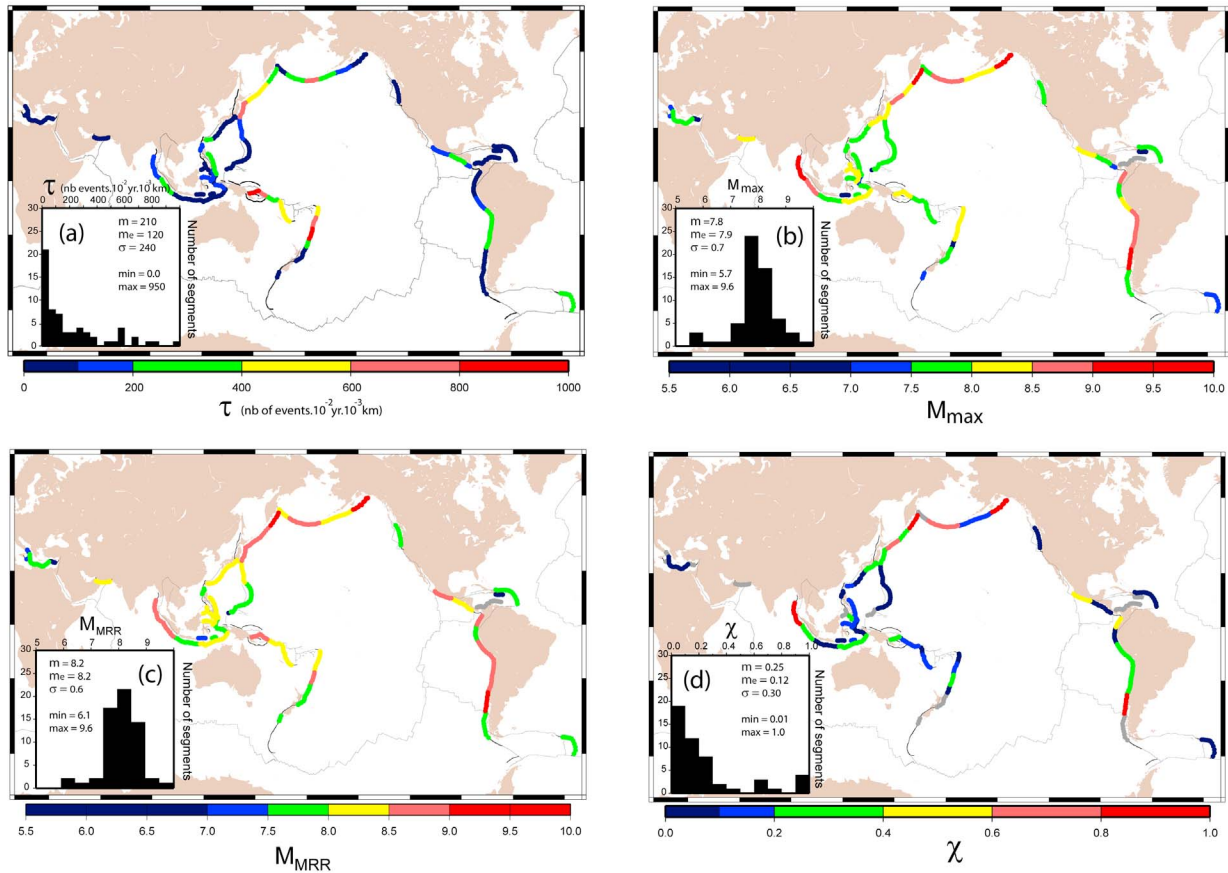 τ (nb events.10⁻² yr.10³ km)
0 200 400 600 800 1000
30
25
20
15
10
5
0
(a)
m = 210
me = 120
σ = 240
min = 0.0
max = 950
Number of segments
0 200 400 600 800 1000
τ (nb of events.10⁻² yr.10⁻³ km)
Mmax
5 6 7 8 9
30
25
20
15
10
5
0
(b)
m=7.8
me = 7.9
σ = 0.7
min = 5.7
max = 9.6
Number of segments
5.5 6.0 6.5 7.0 7.5 8.0 8.5 9.0 9.5 10.0
Mmax
MMRR
5 6 7 8 9
30
25
20
15
10
5
0
(c)
m = 8.2
me = 8.2
σ = 0.6
min = 6.1
max = 9.6
Number of segments
5.5 6.0 6.5 7.0 7.5 8.0 8.5 9.0 9.5 10.0
MMRR
χ
0.0 0.2 0.4 0.6 0.8 1.0
30
25
20
15
10
5
0
(d)
m = 0.25
me = 0.12
σ = 0.30
min = 0.01
max = 1.0
Number of segments
0.0 0.2 0.4 0.6 0.8 1.0
χ